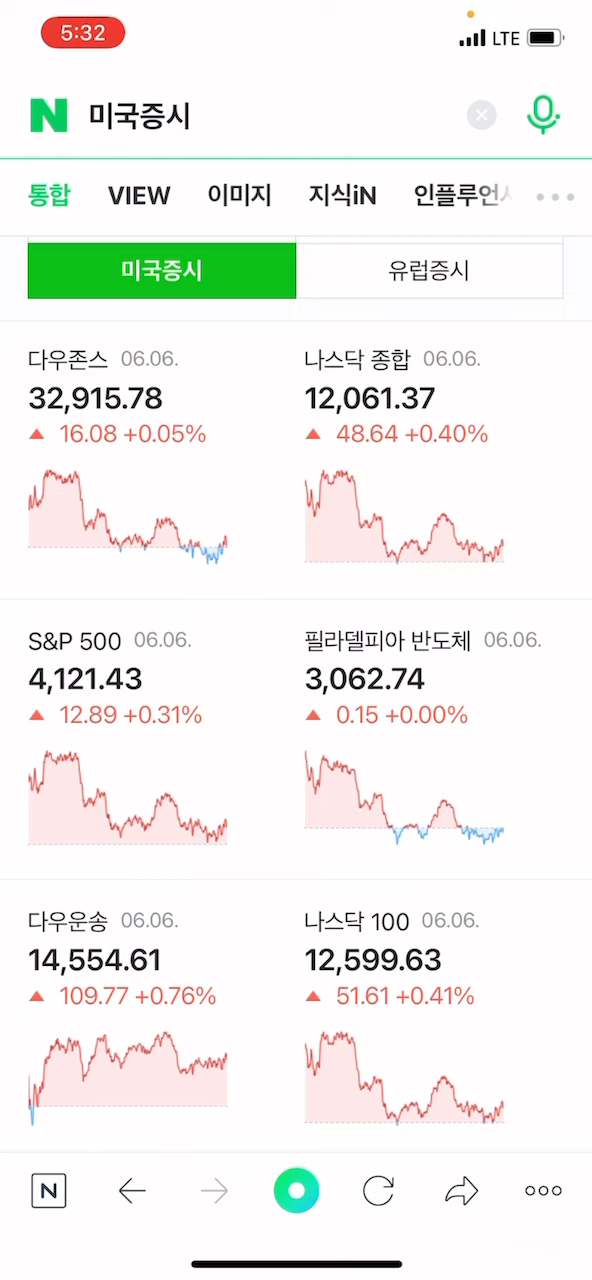 5:32
LTE
N 미국증시
통합 VIEW 이미지 지식iN 인플루언
미국증시 유럽증시
다우존스 06.06.
32,915.78
▲ 16.08 +0.05%
나스닥 종합 06.06.
12,061.37
▲ 48.64 +0.40%
S&P 500 06.06.
4,121.43
▲ 12.89 +0.31%
필라델피아 반도체 06.06.
3,062.74
▲ 0.15 +0.00%
다우운송 06.06.
14,554.61
▲ 109.77 +0.76%
나스닥 100 06.06.
12,599.63
▲ 51.61 +0.41%
N